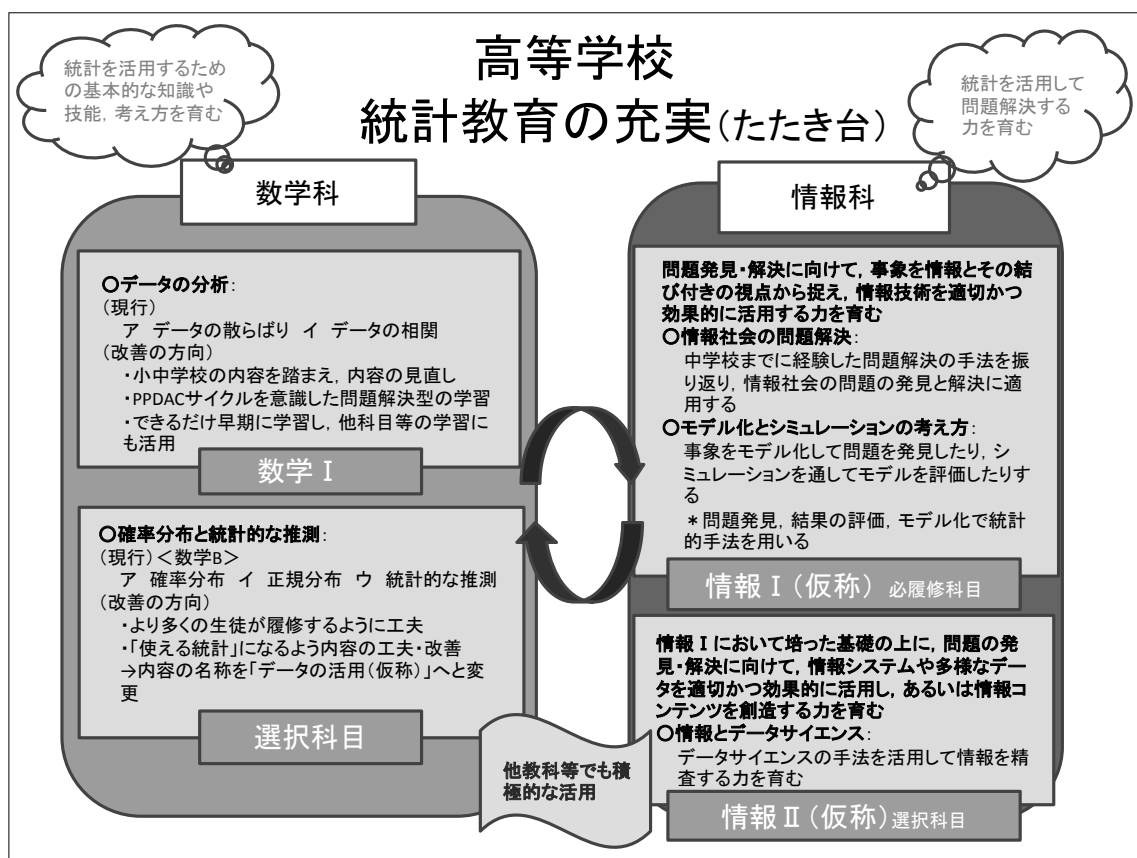 統計を活用するため
の基本的な知識や
技能，考え方を育む
高等学校
統計教育の充実(たたき台)
統計を活用して
問題解決する
力を育む
数学科
○データの分析：
(現行)
ア　データの散らばり　イ　データの相関
(改善の方向)
・小中学校の内容を踏まえ，内容の見直し
・PPDACサイクルを意識した問題解決型の学習
・できるだけ早期に学習し，他科目等の学習に
も活用
数学Ⅰ
○確率分布と統計的な推測：
(現行)＜数学B＞
ア　確率分布　イ　正規分布　ウ　統計的な推測
(改善の方向)
・より多くの生徒が履修するように工夫
・「使える統計」になるよう内容の工夫・改善
→内容の名称を「データの活用(仮称)」へと変
更
選択科目
情報科
問題発見・解決に向けて，事象を情報とその結
び付きの視点から捉え，情報技術を適切かつ
効果的に活用する力を育む
○情報社会の問題解決：
中学校までに経験した問題解決の手法を振
り返り，情報社会の問題の発見と解決に適
用する
○モデル化とシミュレーションの考え方：
事象をモデル化して問題を発見したり，シ
ミュレーションを通してモデルを評価したりす
る
＊問題発見，結果の評価，モデル化で統計
的手法を用いる
情報Ⅰ(仮称) 必履修科目
情報Ⅰにおいて培った基礎の上に，問題の発
見・解決に向けて，情報システムや多様なデー
タを適切かつ効果的に活用し，あるいは情報コ
ンテンツを創造する力を育む
○情報とデータサイエンス：
データサイエンスの手法を活用して情報を精
査する力を育む
情報Ⅱ(仮称)選択科目
他教科等でも積
極的な活用